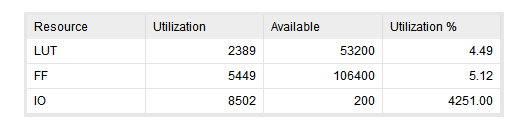 Resource Utilization Available Utilization %
LUT 2389 53200 4.49
FF 5449 106400 5.12
IO 8502 200 4251.00